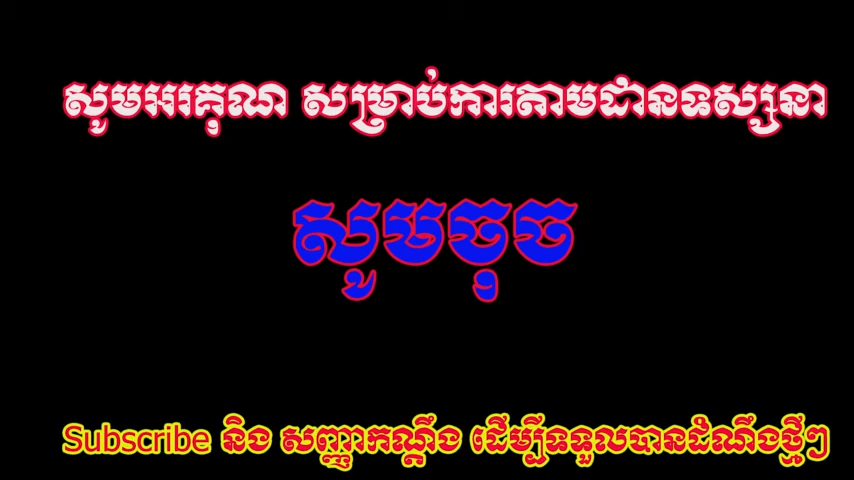 សូមអរគុណ សម្រាប់ការតាមដានទស្សនា
សូមចុច
Subscribe និង សញ្ញាកណ្ដឹង ដើម្បីទទួលបានដំណឹងថ្មីៗ